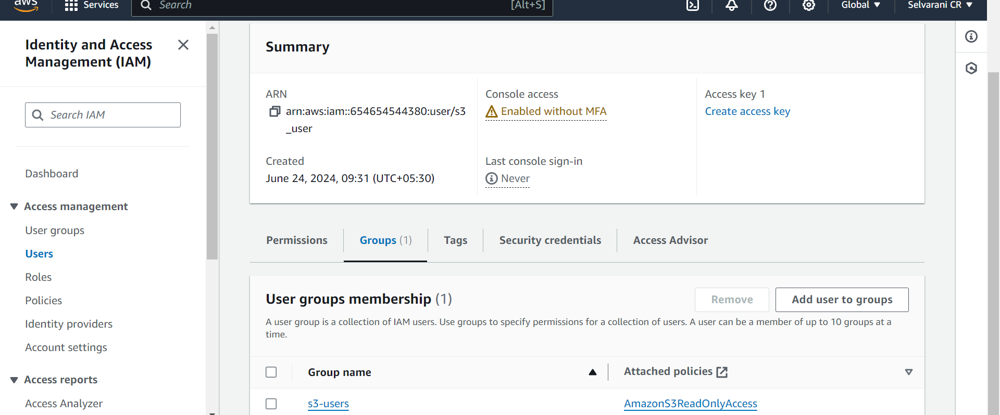 aws
Services
Search
[Alt+S]
Global
Selvarani CR
Identity and Access
Management (IAM)
Search IAM
Dashboard
Access management
User groups
Users
Roles
Policies
Identity providers
Account settings
Access reports
Access Analyzer
Summary
ARN
arn:aws:iam::654654544380:user/s3
_user
Console access
Enabled without MFA
Access key 1
Create access key
Created
June 24, 2024, 09:31 (UTC+05:30)
Last console sign-in
Never
Permissions
Groups (1)
Tags
Security credentials
Access Advisor
User groups membership (1)
Remove
Add user to groups
A user group is a collection of IAM users. Use groups to specify permissions for a collection of users. A user can be a member of up to 10 groups at a
time.
Group name
Attached policies
s3-users
AmazonS3ReadOnlyAccess